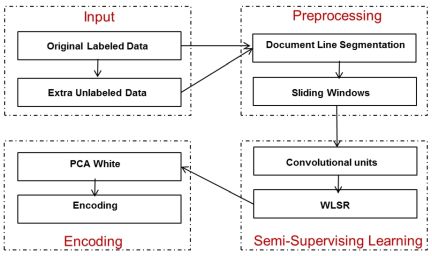 Input
Original Labeled Data
Extra Unlabeled Data
Preprocessing
Document Line Segmentation
Sliding Windows
Convolutional units
WLSR
Semi-Supervising Learning
PCA White
Encoding
Encoding